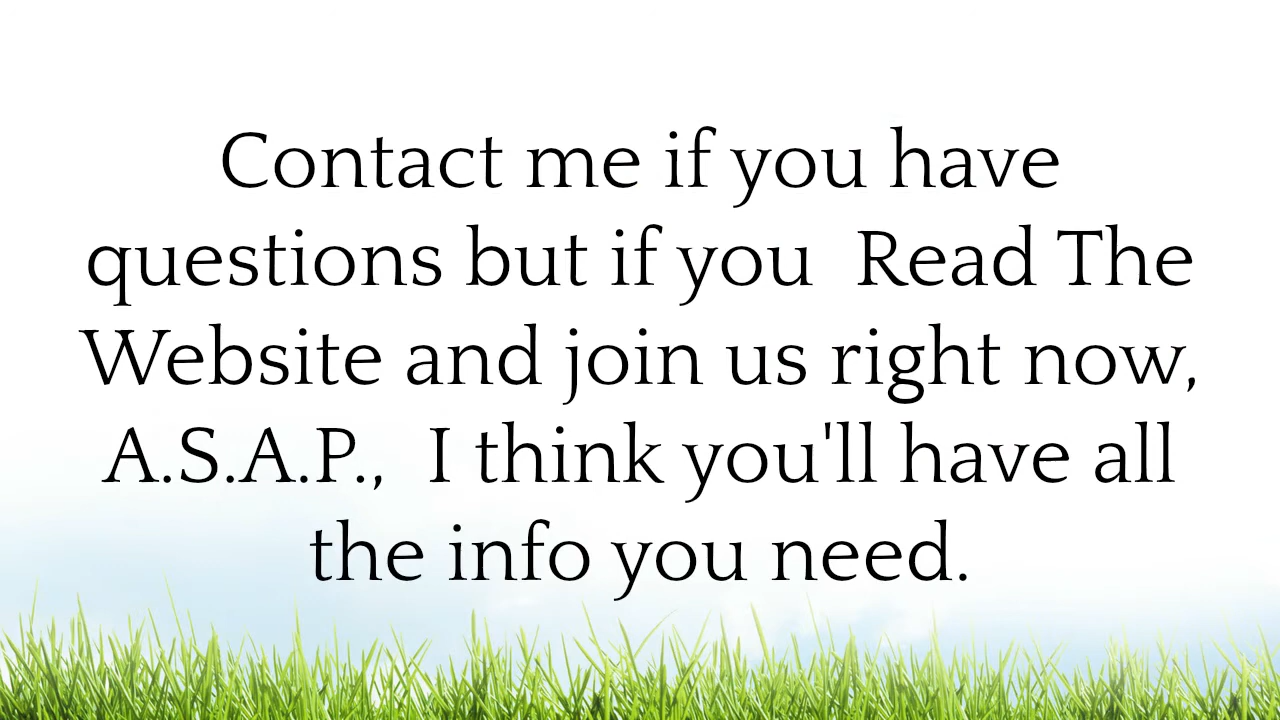 Contact me if you have
questions but if you  Read The
Website and join us right now,
A.S.A.P.,  I think you'll have all
the info you need.